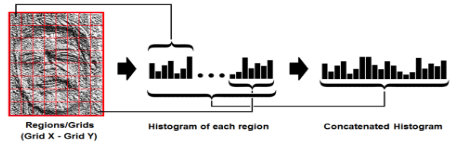 Regions/Grids
(Grid X - Grid Y)
Histogram of each region
Concatenated Histogram